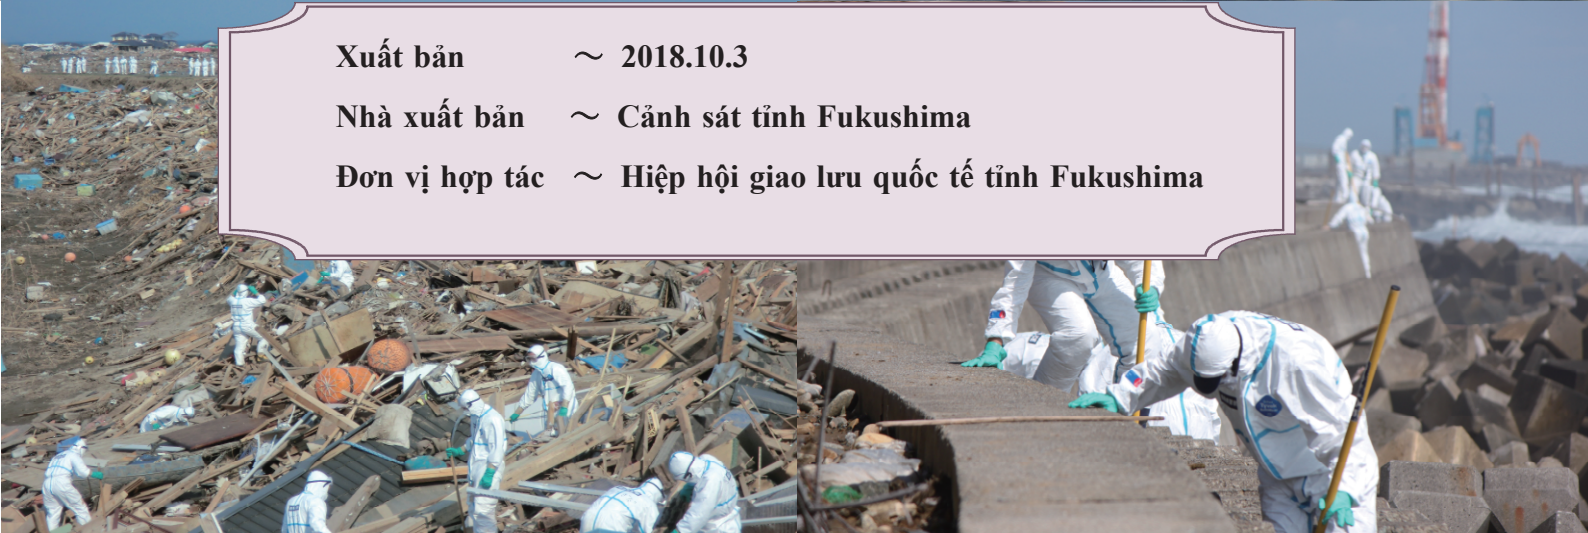 Xuất bản ～ 2018.10.3
Nhà xuất bản ～ Cảnh sát tỉnh Fukushima
Đơn vị hợp tác ～ Hiệp hội giao lưu quốc tế tỉnh Fukushima